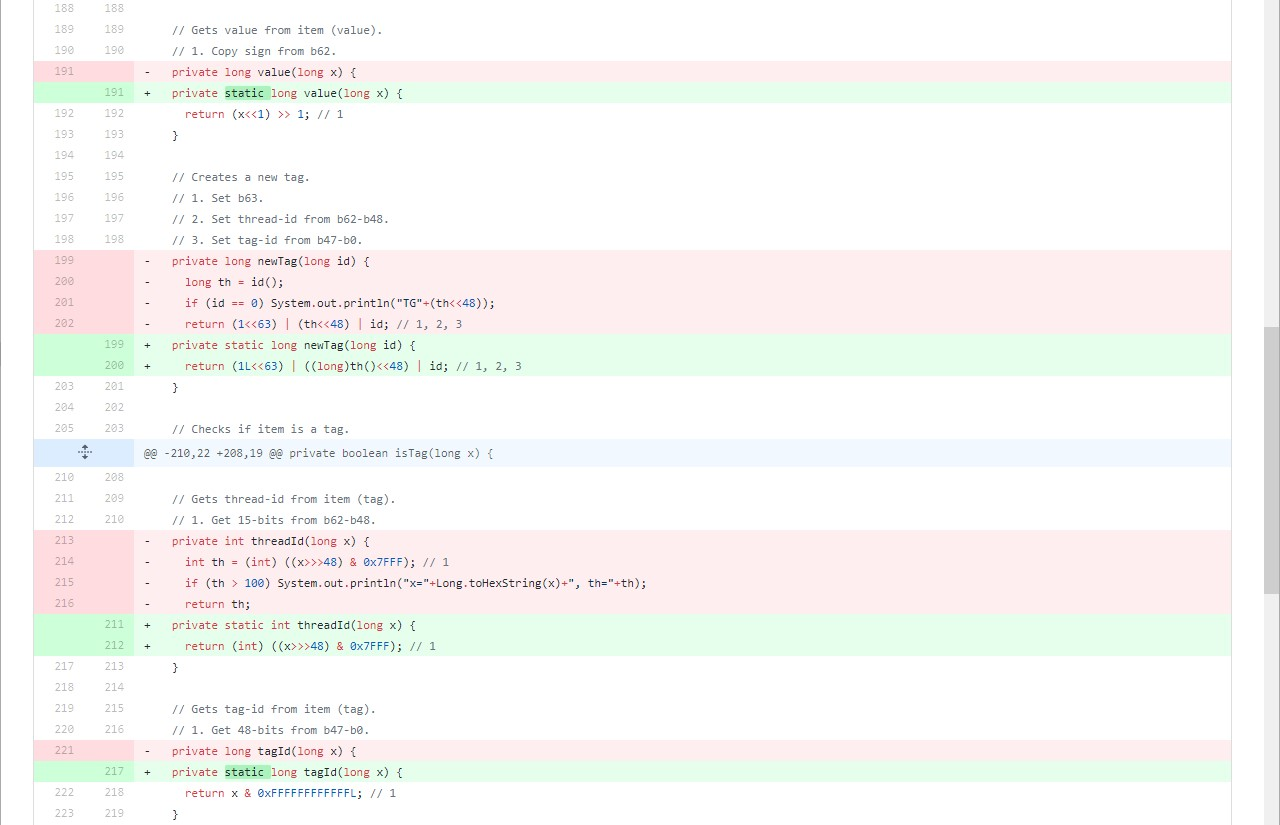 188 188
189 189 // Gets value from item (value).
190 190 // 1. Copy sign from b62.
191 - private long value(long x) {
191 + private static long value(long x) {
192 192 return (x<<1) >> 1; // 1
193 193 }
194 194
195 195 // Creates a new tag.
196 196 // 1. Set b63.
197 197 // 2. Set thread-id from b62-b48.
198 198 // 3. Set tag-id from b47-b0.
199 - private long newTag(long id) {
200 - long th = id();
201 - if (id == 0) System.out.println("TG"+(th<<48));
202 - return (1<<63) | (th<<48) | id; // 1, 2, 3
199 + private static long newTag(long id) {
200 + return (1L<<63) | ((long)th()<<48) | id; // 1, 2, 3
203 201 }
204 202
205 203 // Checks if item is a tag.
@@ -210,22 +208,19 @@ private boolean isTag(long x) {
210 208
211 209 // Gets thread-id from item (tag).
212 210 // 1. Get 15-bits from b62-b48.
213 - private int threadId(long x) {
214 - int th = (int) ((x>>>48) & 0x7FFF); // 1
215 - if (th > 100) System.out.println("x="+Long.toHexString(x)+", th="+th);
216 - return th;
211 + private static int threadId(long x) {
212 + return (int) ((x>>>48) & 0x7FFF); // 1
217 213 }
218 214
219 215 // Gets tag-id from item (tag).
220 216 // 1. Get 48-bits from b47-b0.
221 - private long tagId(long x) {
217 + private static long tagId(long x) {
222 218 return x & 0xFFFFFFFFFFFFL; // 1
223 219 }